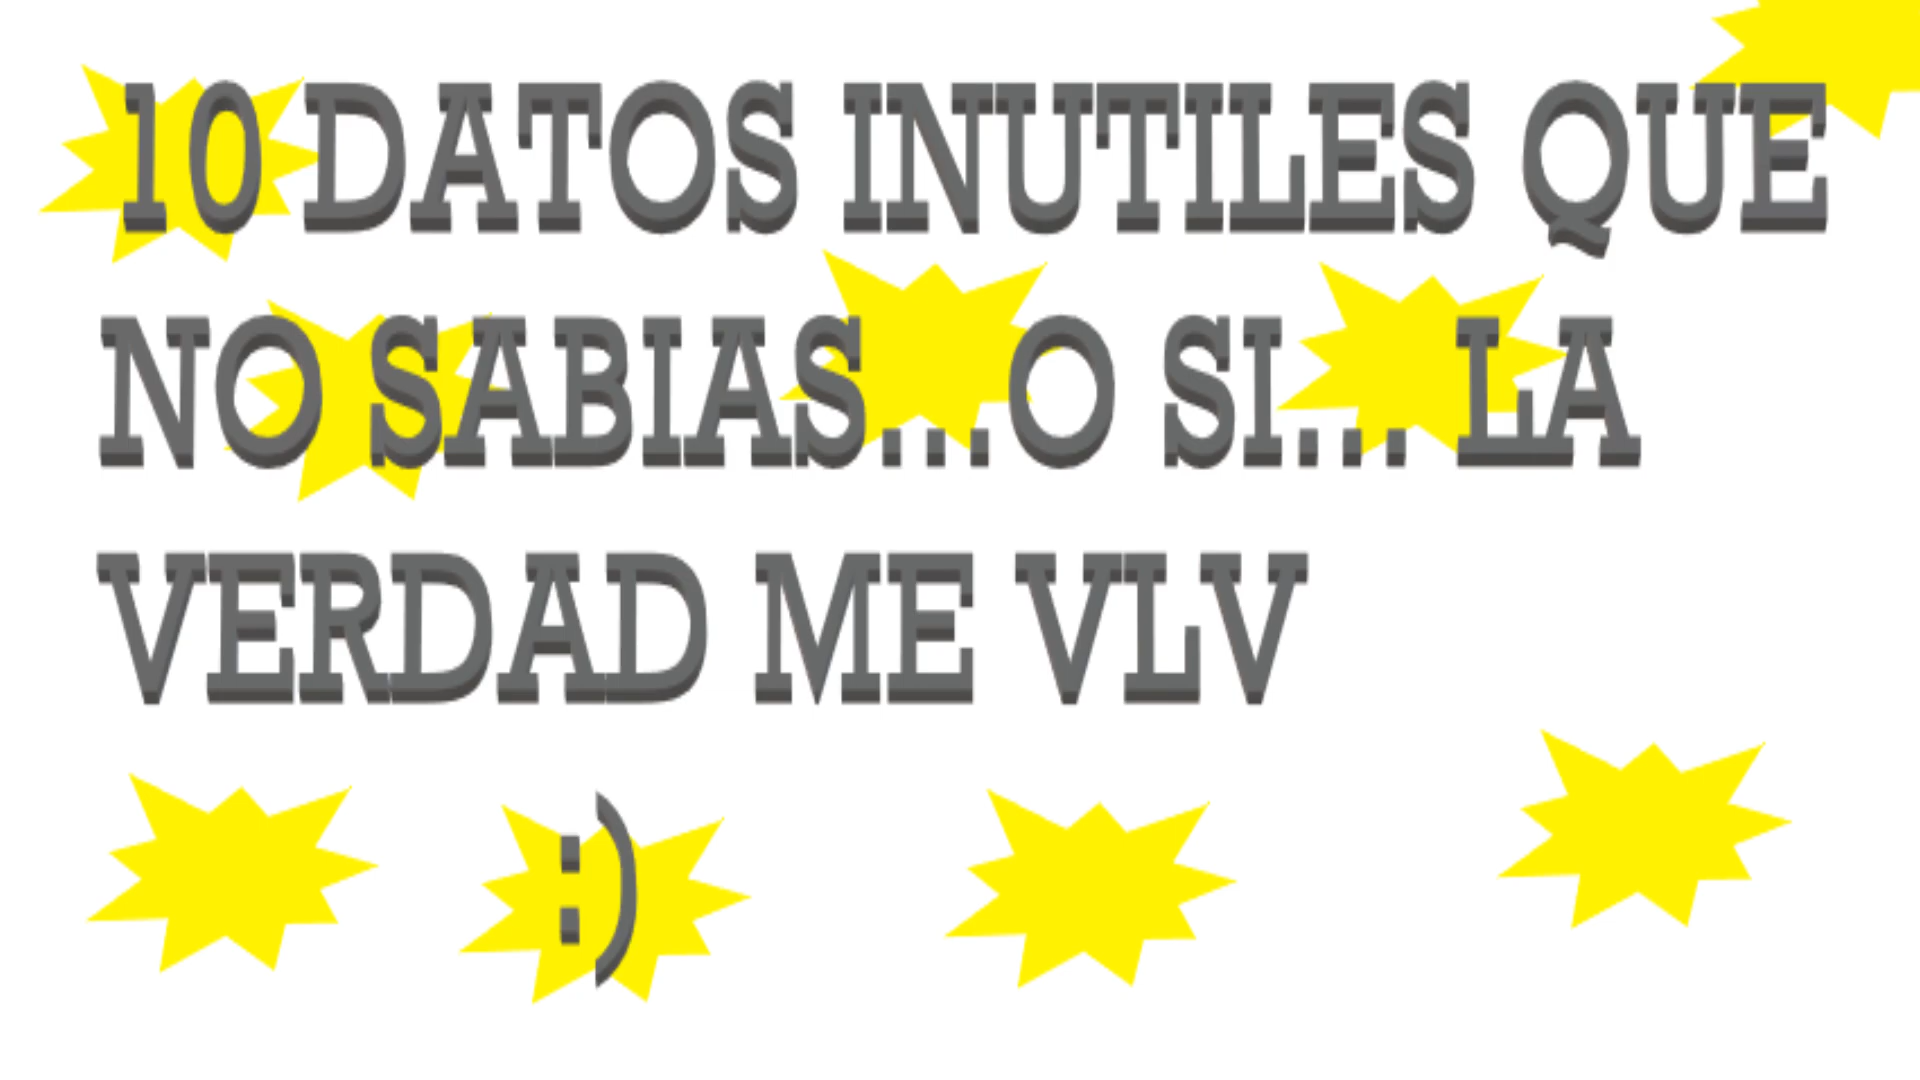 10 DATOS INUTILES QUE
NO SABIAS...O SI... LA
VERDAD ME VLV
:)